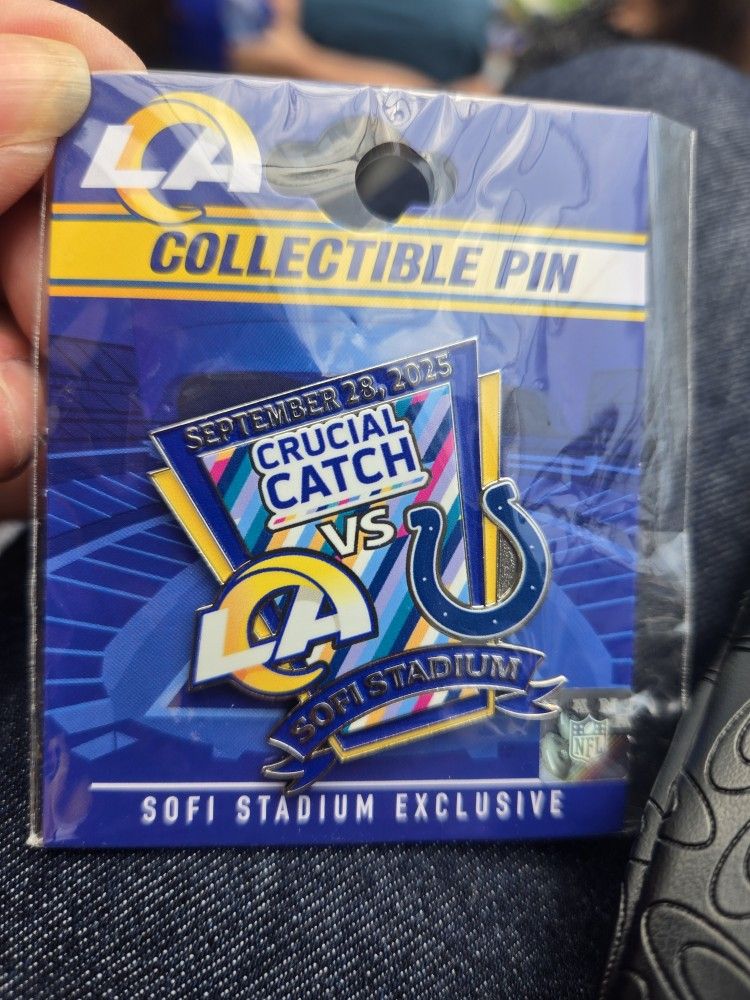 LA
COLLECTIBLE PIN
SEPTEMBER 28, 2025
CRUCIAL
CATCH
VS
LA
SOFI STADIUM
NFL
SOFI STADIUM EXCLUSIVE